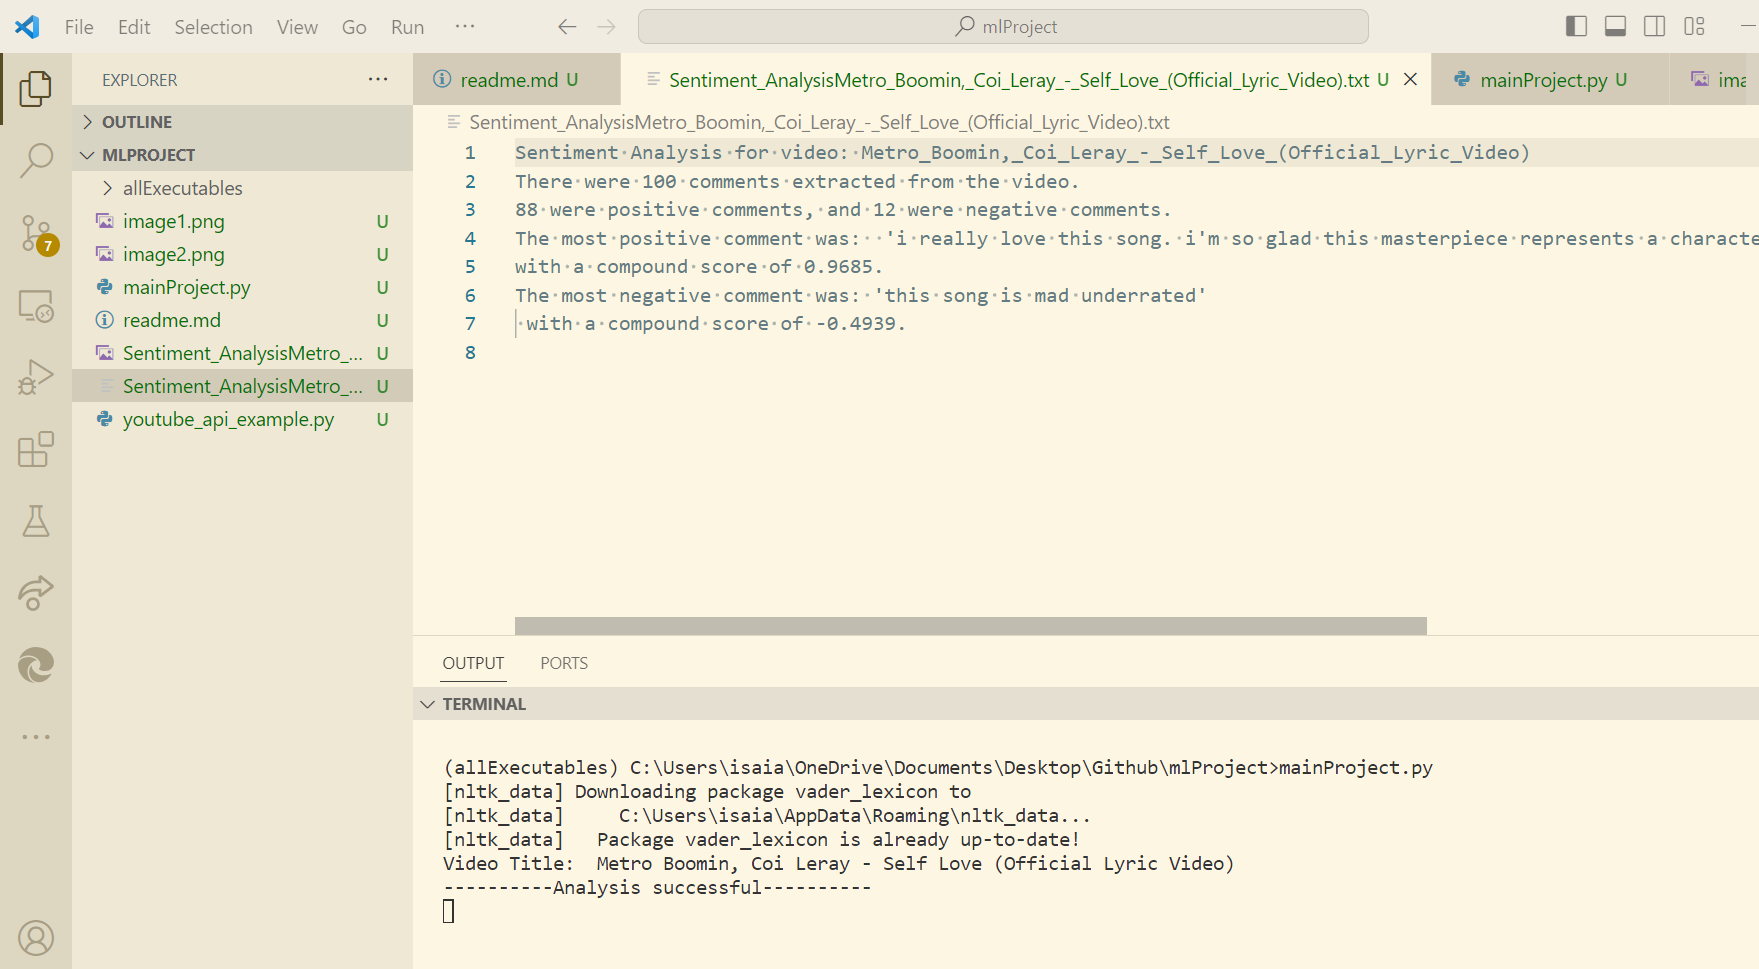 File Edit Selection View Go Run ···
mlProject
EXPLORER ···
OUTLINE
MLPROJECT
allExecutables
image1.png U
image2.png U
mainProject.py U
readme.md U
Sentiment_AnalysisMetro_... U
Sentiment_AnalysisMetro_... U
youtube_api_example.py U
7
readme.md U
Sentiment_AnalysisMetro_Boomin,_Coi_Leray_-_Self_Love_(Official_Lyric_Video).txt U
mainProject.py U
ima
Sentiment_AnalysisMetro_Boomin,_Coi_Leray_-_Self_Love_(Official_Lyric_Video).txt
1 Sentiment·Analysis·for·video:·Metro_Boomin,_Coi_Leray_-_Self_Love_(Official_Lyric_Video)
2 There·were·100·comments·extracted·from·the·video.
3 88·were·positive·comments,·and·12·were·negative·comments.
4 The·most·positive·comment·was:··'i·really·love·this·song.·i'm·so·glad·this·masterpiece·represents·a·characte
5 with·a·compound·score·of·0.9685.
6 The·most·negative·comment·was:·'this·song·is·mad·underrated'
7 ·with·a·compound·score·of·-0.4939.
8
OUTPUT PORTS
TERMINAL
(allExecutables) C:\Users\isaia\OneDrive\Documents\Desktop\Github\mlProject>mainProject.py
[nltk_data] Downloading package vader_lexicon to
[nltk_data]     C:\Users\isaia\AppData\Roaming\nltk_data...
[nltk_data]   Package vader_lexicon is already up-to-date!
Video Title:  Metro Boomin, Coi Leray - Self Love (Official Lyric Video)
----------Analysis successful----------